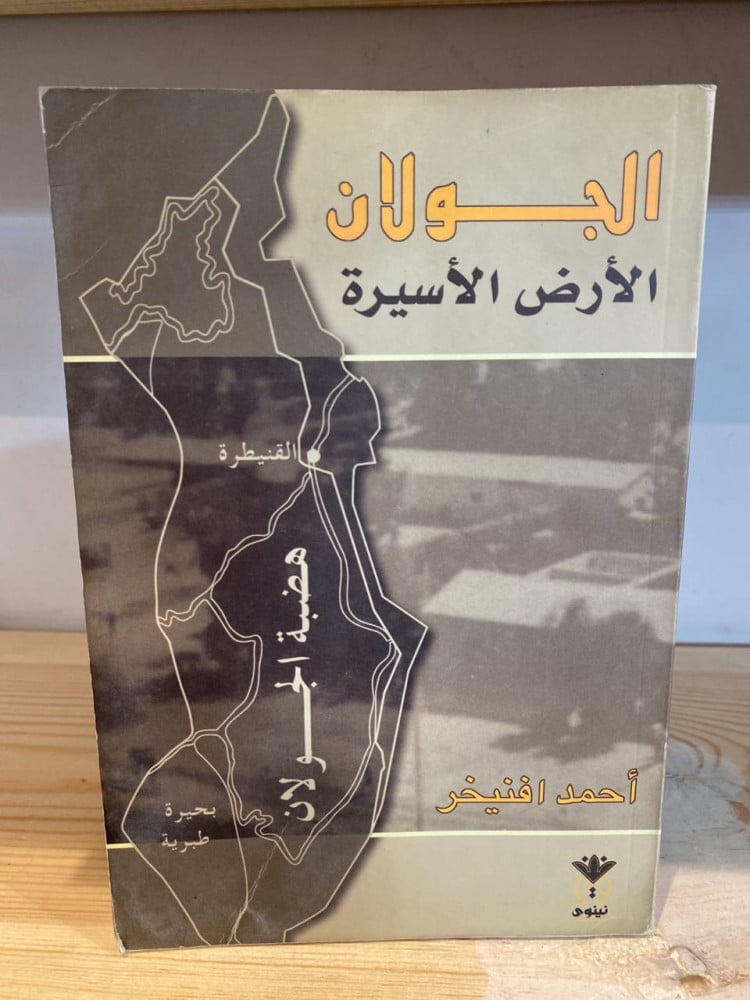 الجولان
الأرض الأسيرة
القنيطرة
هضبة الجولان
بحيرة
طبرية
أحمد افنيخر
نينوى